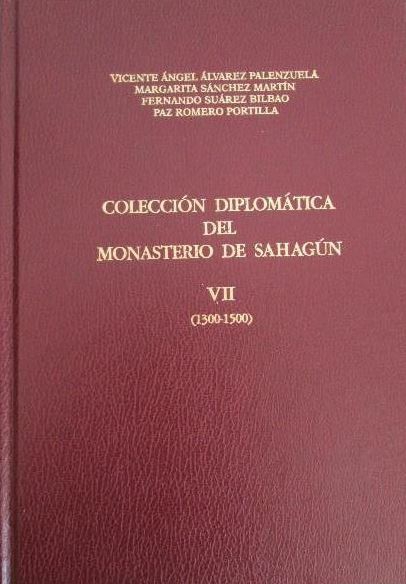 VICENTE ÁNGEL ÁLVAREZ PALENZUELA
MARGARITA SÁNCHEZ MARTÍN
FERNANDO SUÁREZ BILBAO
PAZ ROMERO PORTILLA
COLECCIÓN DIPLOMÁTICA
DEL
MONASTERIO DE SAHAGÚN
VII
(1300-1500)